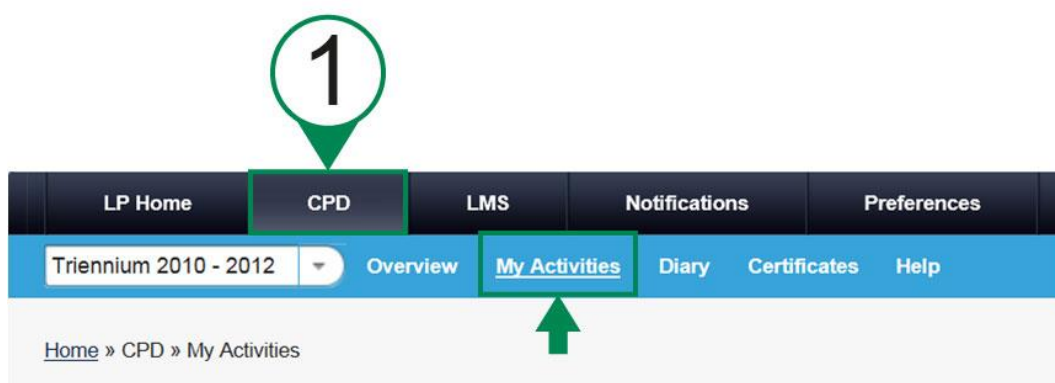 1
LP Home CPD LMS Notifications Preferences
Triennium 2010 - 2012 Overview My Activities Diary Certificates Help
Home » CPD » My Activities